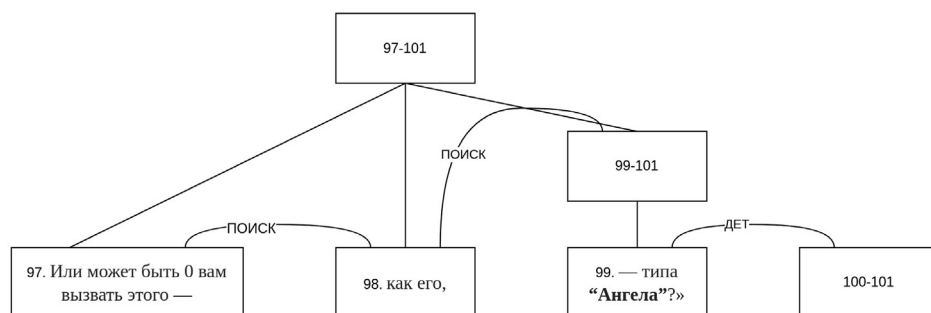 97-101
ПОИСК
99-101
ПОИСК
ДЕТ
97. Или может быть 0 вам
вызвать этого —
98. как его,
99. — типа
“Ангела”?»
100-101